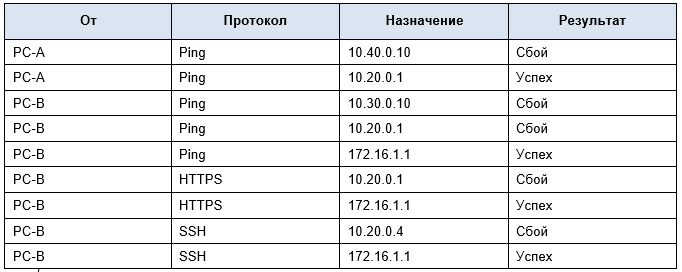 От Протокол Назначение Результат
PC-A Ping 10.40.0.10 Сбой
PC-A Ping 10.20.0.1 Успех
PC-B Ping 10.30.0.10 Сбой
PC-B Ping 10.20.0.1 Сбой
PC-B Ping 172.16.1.1 Успех
PC-B HTTPS 10.20.0.1 Сбой
PC-B HTTPS 172.16.1.1 Успех
PC-B SSH 10.20.0.4 Сбой
PC-B SSH 172.16.1.1 Успех